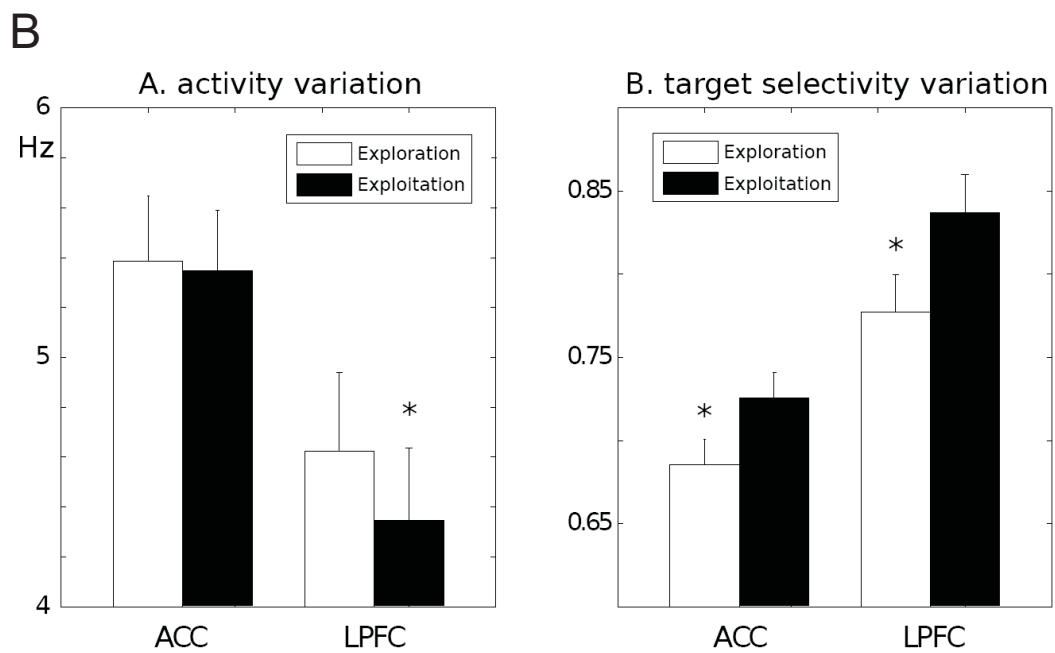 B
A. activity variation
6
Hz
5
4
Exploration
Exploitation
*
ACC
LPFC
B. target selectivity variation
0.85
0.75
0.65
Exploration
Exploitation
*
*
ACC
LPFC